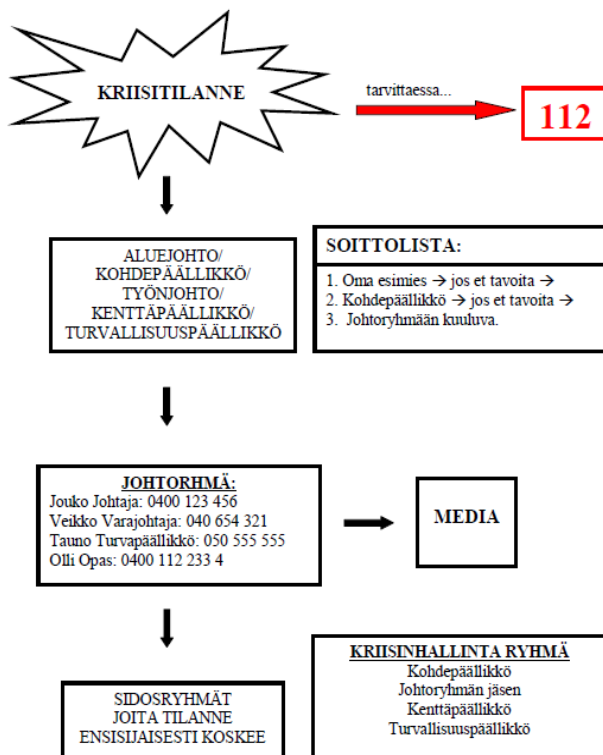 KRIISITILANNE
tarvittaessa...
112
ALUEJOHTO/
KOHDEPÄÄLLIKKÖ/
TYÖNJOHTO/
KENTTÄPÄÄLLIKKÖ/
TURVALLISUUSPÄÄLLIKKÖ
SOITTOLISTA:
1. Oma esimies → jos et tavoita →
2. Kohdepäällikkö → jos et tavoita →
3. Johtoryhmään kuuluva.
JOHTORHMÄ:
Jouko Johtaja: 0400 123 456
Veikko Varajohtaja: 040 654 321
Tauno Turvapäällikkö: 050 555 555
Olli Opas: 0400 112 233 4
MEDIA
SIDOSRYHMÄT
JOITA TILANNE
ENSISIJAISESTI KOSKEE
KRIISINHALLINTA RYHMÄ
Kohdepäällikkö
Johtoryhmän jäsen
Kenttäpäällikkö
Turvallisuuspäällikkö